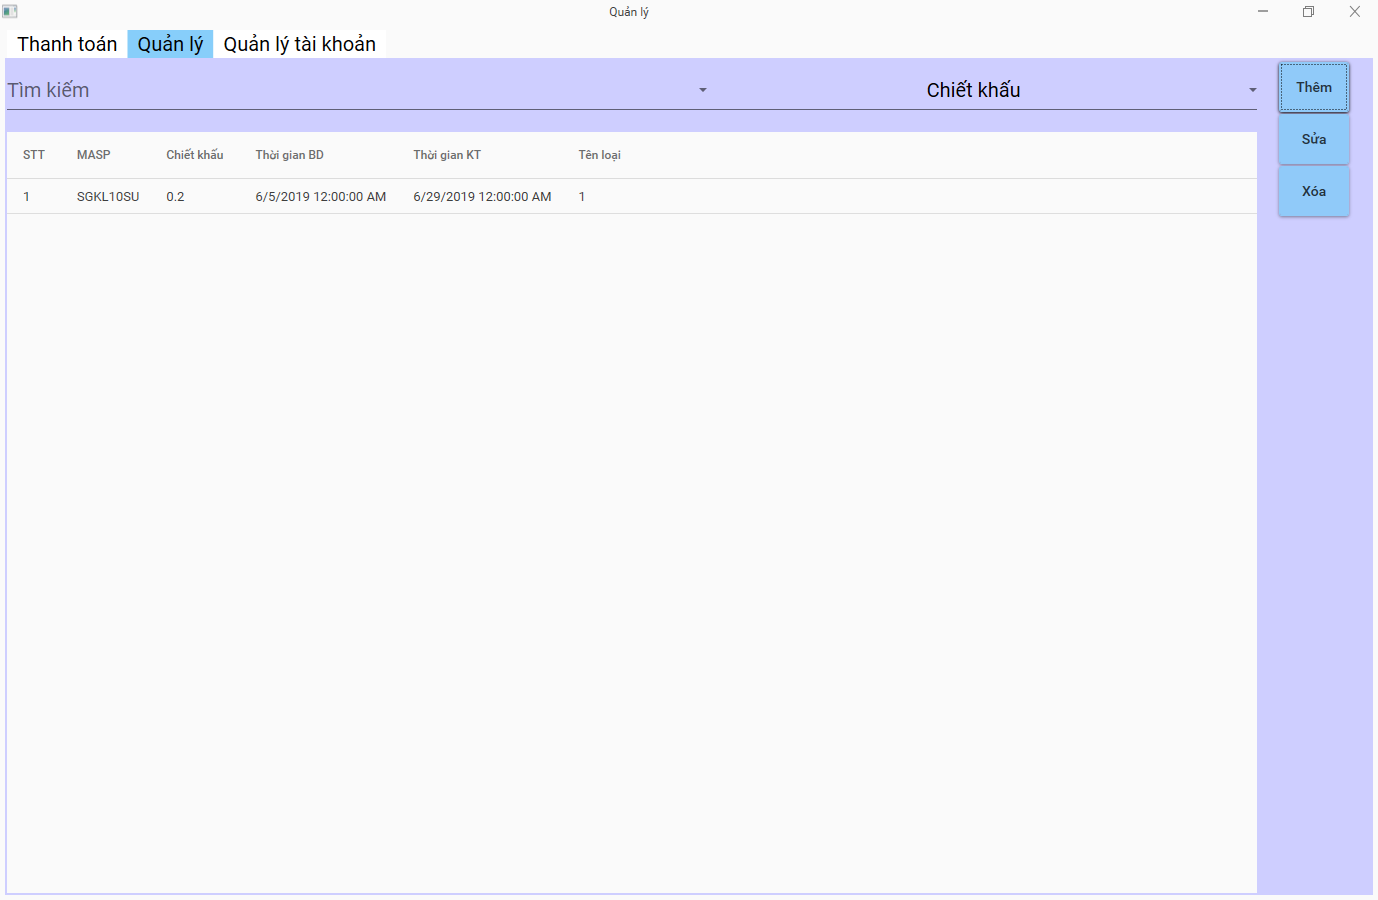 Quản lý
Thanh toán Quản lý Quản lý tài khoản
Tìm kiếm Chiết khấu Thêm
Sửa
STT MASP Chiết khấu Thời gian BD Thời gian KT Tên loại
1 SGKL10SU 0.2 6/5/2019 12:00:00 AM 6/29/2019 12:00:00 AM 1
Xóa